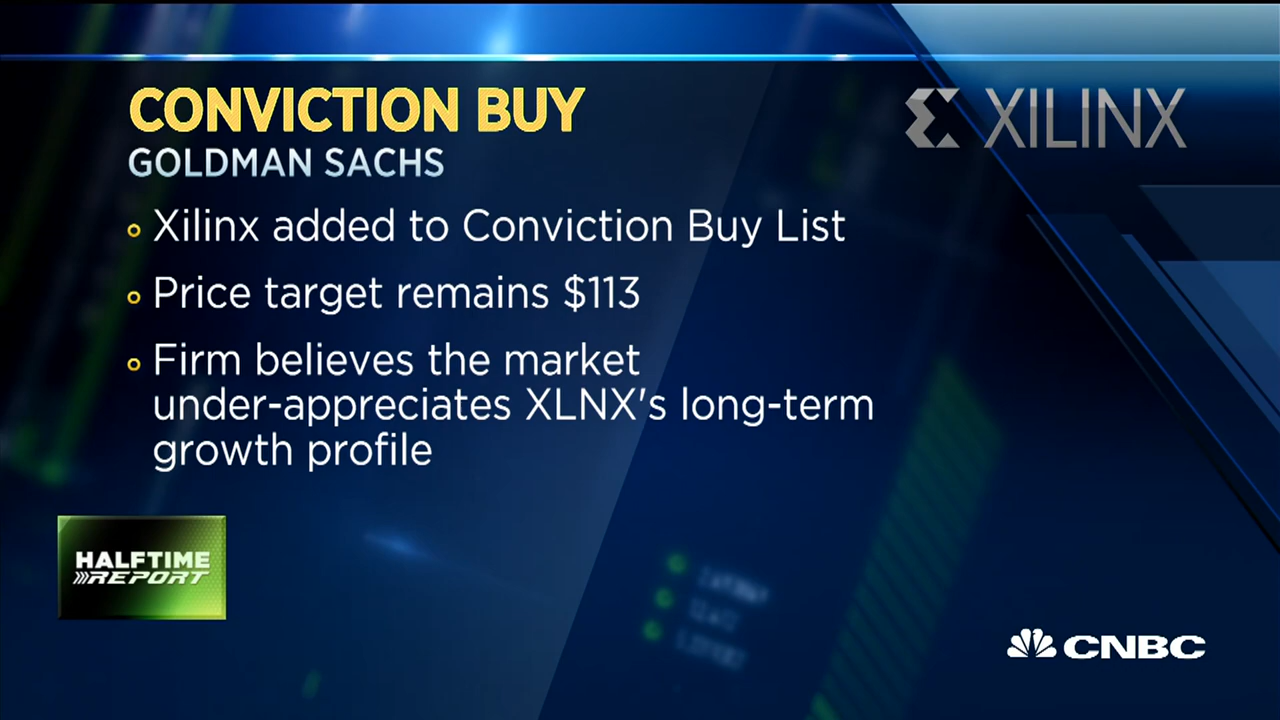 CONVICTION BUY
XILINX
GOLDMAN SACHS
Xilinx added to Conviction Buy List
Price target remains $113
Firm believes the market
under-appreciates XLNX's long-term
growth profile
HALFTIME
REPORT
CNBC